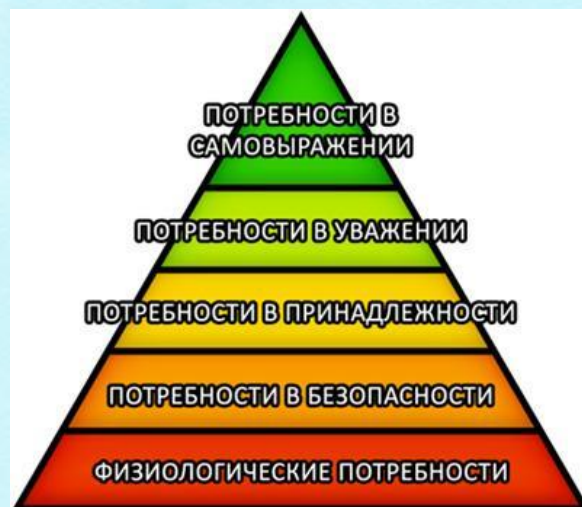 ПОТРЕБНОСТИ В
САМОВЫРАЖЕНИИ
ПОТРЕБНОСТИ В УВАЖЕНИИ
ПОТРЕБНОСТИ В ПРИНАДЛЕЖНОСТИ
ПОТРЕБНОСТИ В БЕЗОПАСНОСТИ
ФИЗИОЛОГИЧЕСКИЕ ПОТРЕБНОСТИ